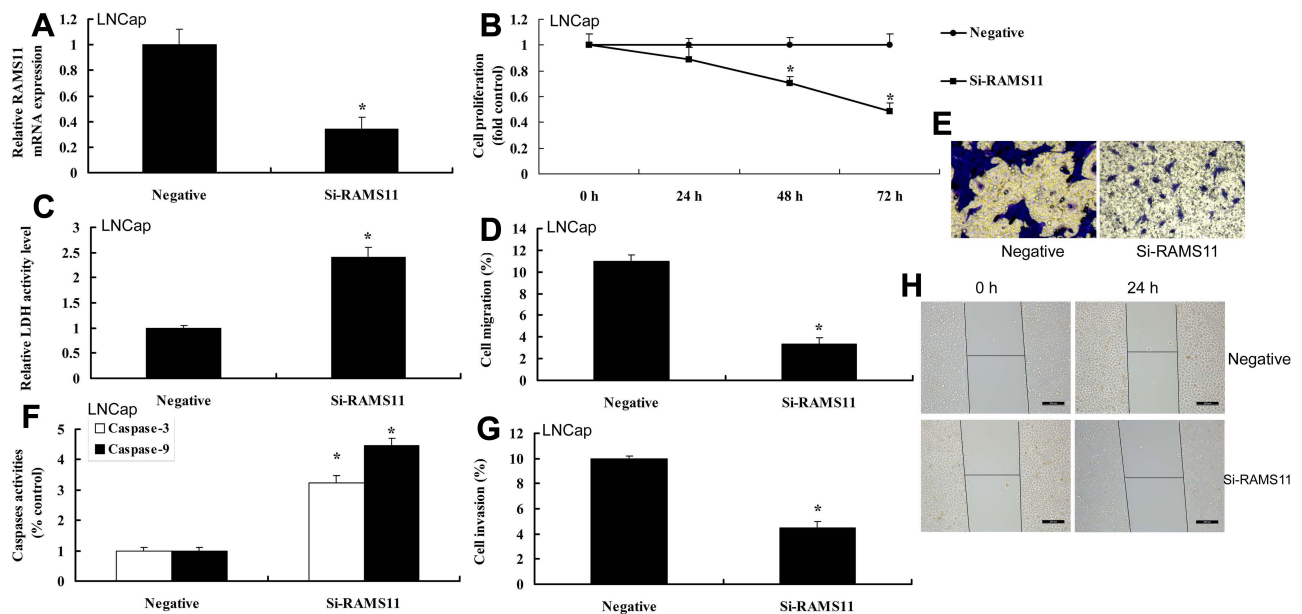 A
LNCap
Relative RAMS11
mRNA expression
1.2
1
0.8
0.6
0.4
0.2
0
*
Negative
Si-RAMS11
B
LNCap
Cell proliferation
(fold control)
1.2
1
0.8
0.6
0.4
0.2
0
*
*
0 h
24 h
48 h
72 h
Negative
Si-RAMS11
E
Negative
Si-RAMS11
C
LNCap
Relative LDH activity level
3
2.5
2
1.5
1
0.5
0
*
Negative
Si-RAMS11
D
LNCap
Cell migration (%)
14
12
10
8
6
4
2
0
*
Negative
Si-RAMS11
H
0 h
24 h
Negative
Si-RAMS11
F
LNCap
Caspase-3
Caspase-9
Caspases activities
(% control)
5
4
3
2
1
0
*
*
Negative
Si-RAMS11
G
LNCap
Cell invasion (%)
12
10
8
6
4
2
0
*
Negative
Si-RAMS11